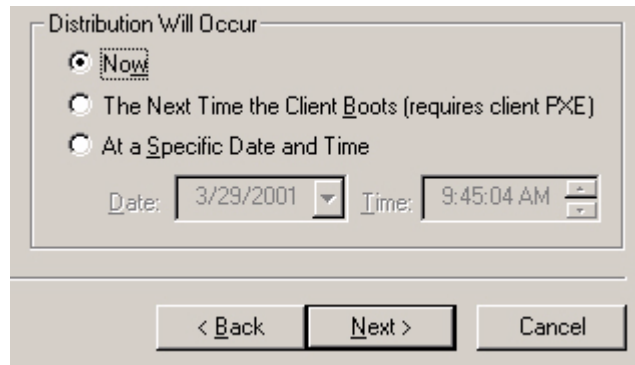 Distribution Will Occur
Now
The Next Time the Client Boots (requires client PXE)
At a Specific Date and Time
Date: 3/29/2001 Time: 9:45:04 AM
< Back Next > Cancel